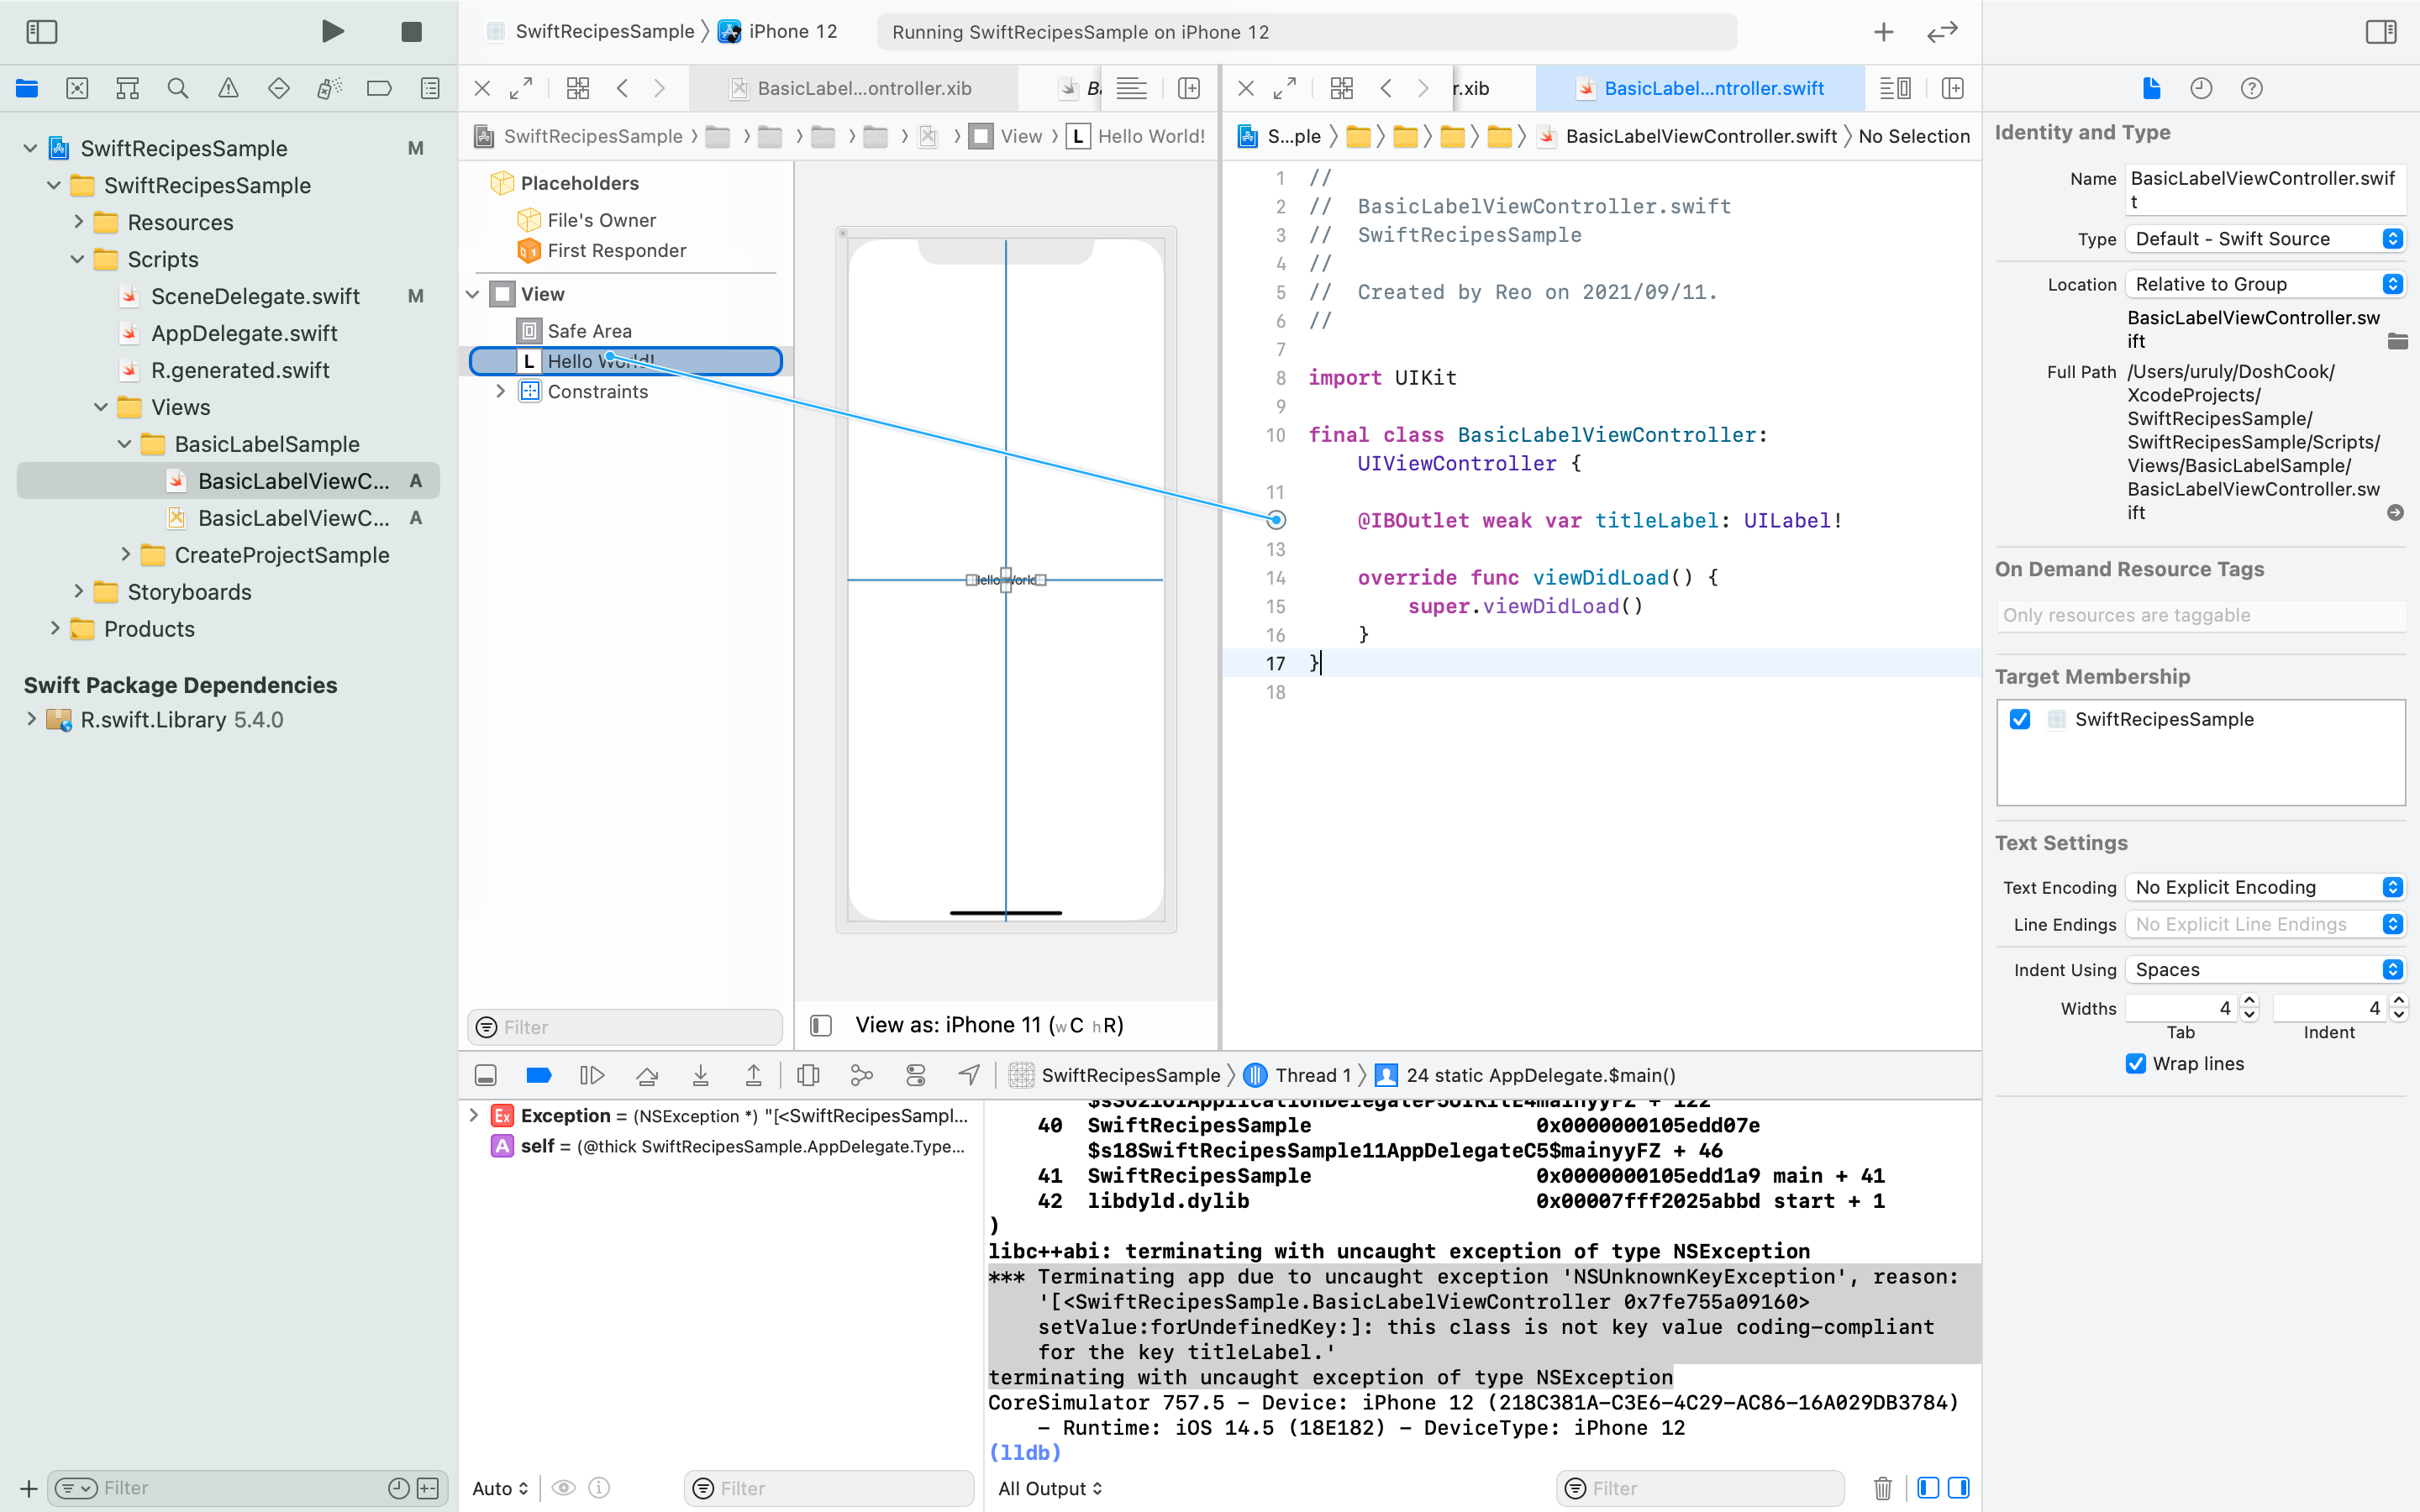 SwiftRecipesSample
iPhone 12
Running SwiftRecipesSample on iPhone 12
BasicLabel...ontroller.xib
r.xib
BasicLabel...ntroller.swift
SwiftRecipesSample
View
L
Hello World!
S...ple
BasicLabelViewController.swift
No Selection
SwiftRecipesSample
M
SwiftRecipesSample
Resources
Scripts
SceneDelegate.swift
M
AppDelegate.swift
R.generated.swift
Views
BasicLabelSample
BasicLabelViewC...
A
BasicLabelViewC...
A
CreateProjectSample
Storyboards
Products
Swift Package Dependencies
R.swift.Library 5.4.0
Filter
Placeholders
File's Owner
First Responder
View
Safe Area
L Hello World!
Constraints
Filter
View as: iPhone 11 (wC hR)
1 //
2 //  BasicLabelViewController.swift
3 //  SwiftRecipesSample
4 //
5 //  Created by Reo on 2021/09/11.
6 //
7
8 import UIKit
9
10 final class BasicLabelViewController:
UIViewController {
11
@IBOutlet weak var titleLabel: UILabel!
13
14 override func viewDidLoad() {
15 super.viewDidLoad()
16 }
17 }
18
Identity and Type
Name BasicLabelViewController.swif
t
Type Default - Swift Source
Location Relative to Group
BasicLabelViewController.sw
ift
Full Path /Users/uruly/DoshCook/
XcodeProjects/
SwiftRecipesSample/
SwiftRecipesSample/Scripts/
Views/BasicLabelSample/
BasicLabelViewController.sw
ift
On Demand Resource Tags
Only resources are taggable
Target Membership
SwiftRecipesSample
Text Settings
Text Encoding No Explicit Encoding
Line Endings No Explicit Line Endings
Indent Using Spaces
Widths 4 4
Tab Indent
Wrap lines
SwiftRecipesSample
Thread 1
24 static AppDelegate.$main()
Ex Exception = (NSException *) "[<SwiftRecipesSampl...
A self = (@thick SwiftRecipesSample.AppDelegate.Type...
Auto
Filter
40 SwiftRecipesSample 0x0000000105edd07e
$s18SwiftRecipesSample11AppDelegateC5$mainyyFZ + 46
41 SwiftRecipesSample 0x0000000105edd1a9 main + 41
42 libdyld.dylib 0x00007fff2025abbd start + 1
)
libc++abi: terminating with uncaught exception of type NSException
*** Terminating app due to uncaught exception 'NSUnknownKeyException', reason:
'[<SwiftRecipesSample.BasicLabelViewController 0x7fe755a09160>
setValue:forUndefinedKey:]: this class is not key value coding-compliant
for the key titleLabel.'
terminating with uncaught exception of type NSException
CoreSimulator 757.5 - Device: iPhone 12 (218C381A-C3E6-4C29-AC86-16A029DB3784)
- Runtime: iOS 14.5 (18E182) - DeviceType: iPhone 12
(lldb)
All Output
Filter